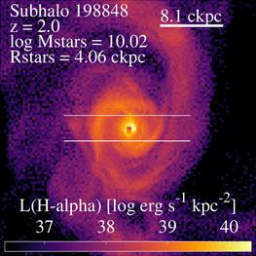 Subhalo 198848
8.1 ckpc
z = 2.0
log Mstars = 10.02
Rstars = 4.06 ckpc
L(H-alpha) [log erg s⁻¹ kpc⁻²]
37 38 39 40